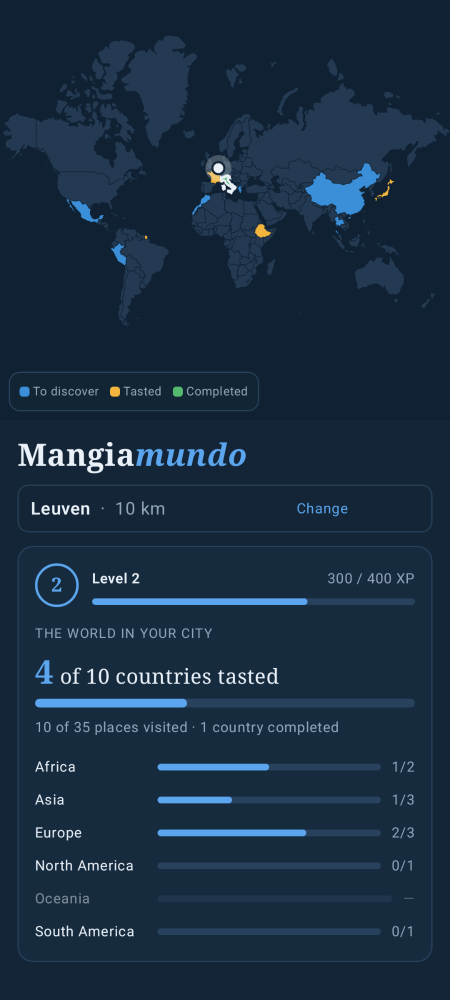 To discover Tasted Completed
Mangiamundo
Leuven · 10 km Change
2 Level 2 300 / 400 XP
THE WORLD IN YOUR CITY
4 of 10 countries tasted
10 of 35 places visited · 1 country completed
Africa 1/2
Asia 1/3
Europe 2/3
North America 0/1
Oceania —
South America 0/1